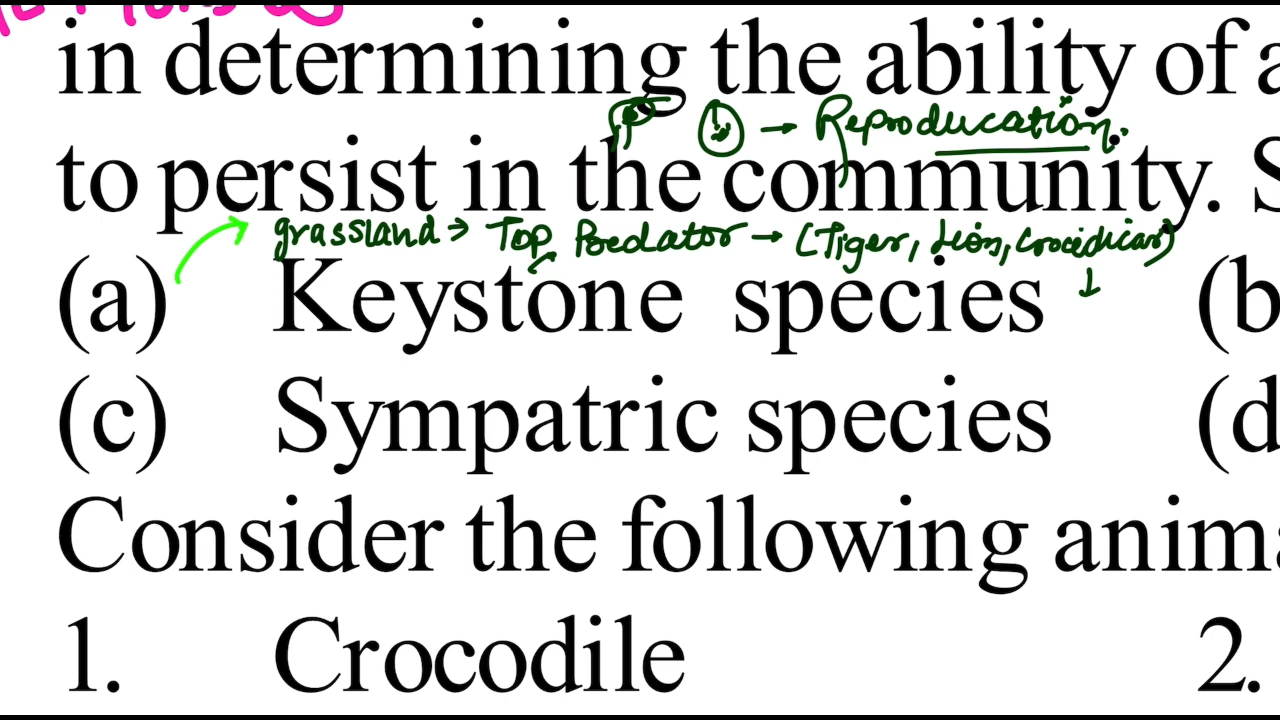 in determining the ability of a
→ Reproducation.
to persist in the community. S
grassland → Top Predator → (Tiger, Lion,
(a) Keystone species (b
(c) Sympatric species (d
Consider the following anima
1. Crocodile 2.